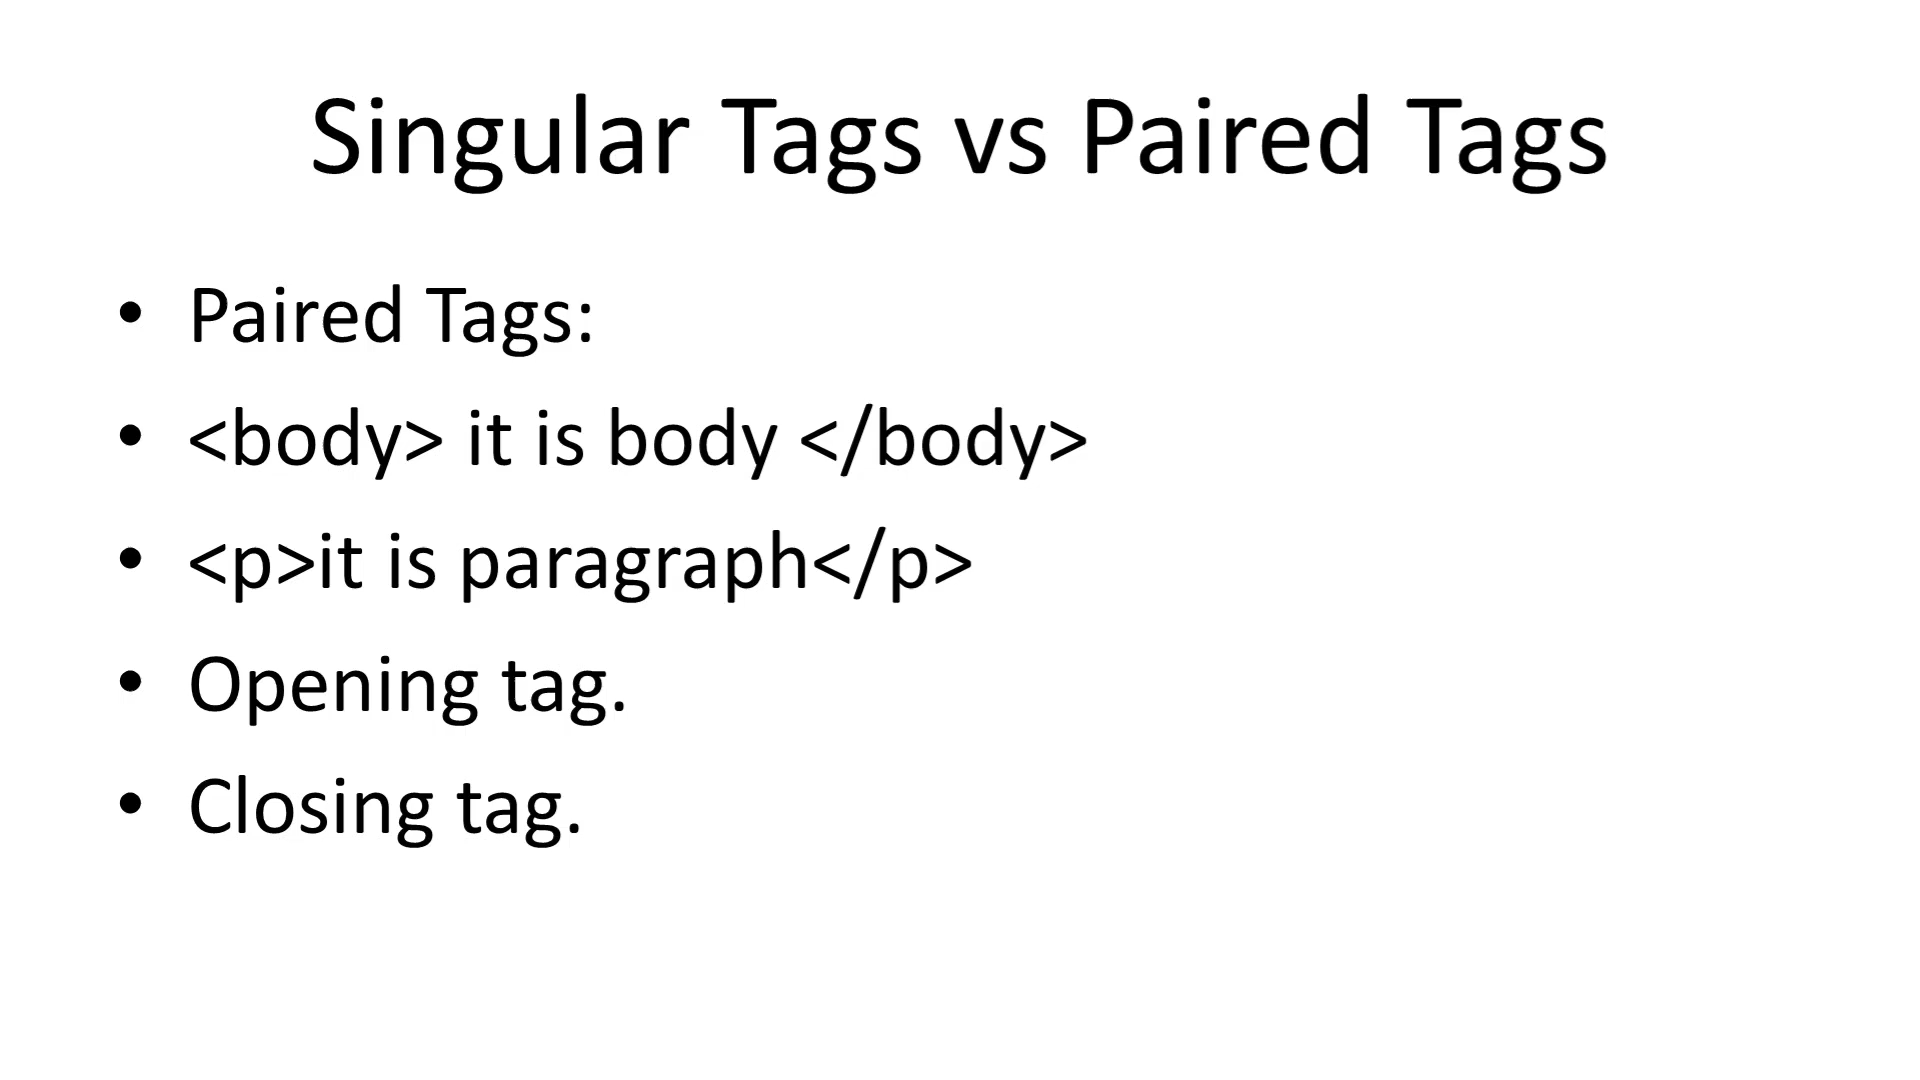 Singular Tags vs Paired Tags
• Paired Tags:
• <body> it is body </body>
• <p>it is paragraph</p>
• Opening tag.
• Closing tag.